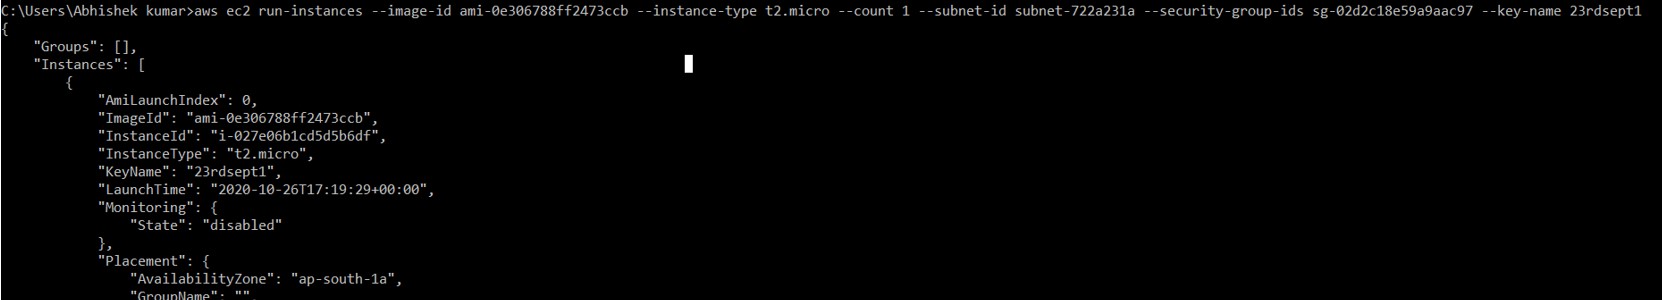 C:\Users\Abhishek kumar>aws ec2 run-instances --image-id ami-0e306788ff2473ccb --instance-type t2.micro --count 1 --subnet-id subnet-722a231a --security-group-ids sg-02d2c18e59a9aac97 --key-name 23rdsept1
{
    "Groups": [],
    "Instances": [
        {
            "AmiLaunchIndex": 0,
            "ImageId": "ami-0e306788ff2473ccb",
            "InstanceId": "i-027e06b1cd5d5b6df",
            "InstanceType": "t2.micro",
            "KeyName": "23rdsept1",
            "LaunchTime": "2020-10-26T17:19:29+00:00",
            "Monitoring": {
                "State": "disabled"
            },
            "Placement": {
                "AvailabilityZone": "ap-south-1a",
                "GroupName": "",